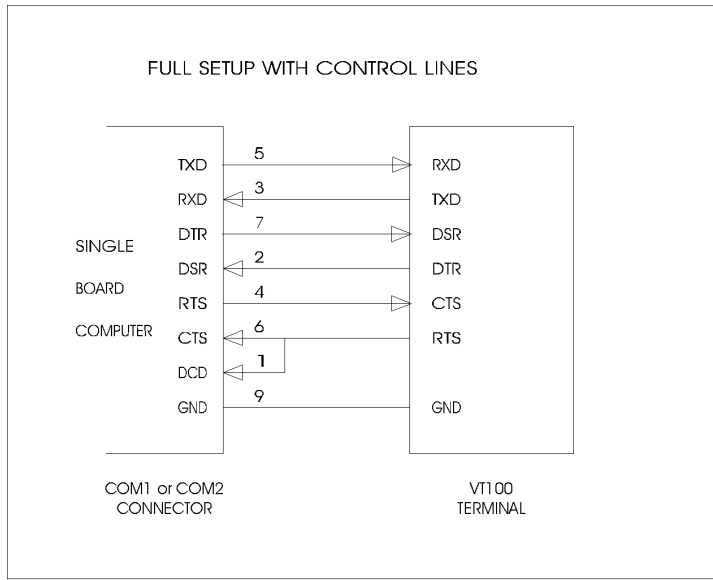 FULL SETUP WITH CONTROL LINES
TXD 5 RXD
RXD 3 TXD
DTR 7 DSR
SINGLE
DSR 2 DTR
BOARD
RTS 4 CTS
COMPUTER
CTS 6 RTS
DCD 1
GND 9 GND
COM1 or COM2
CONNECTOR
VT100
TERMINAL